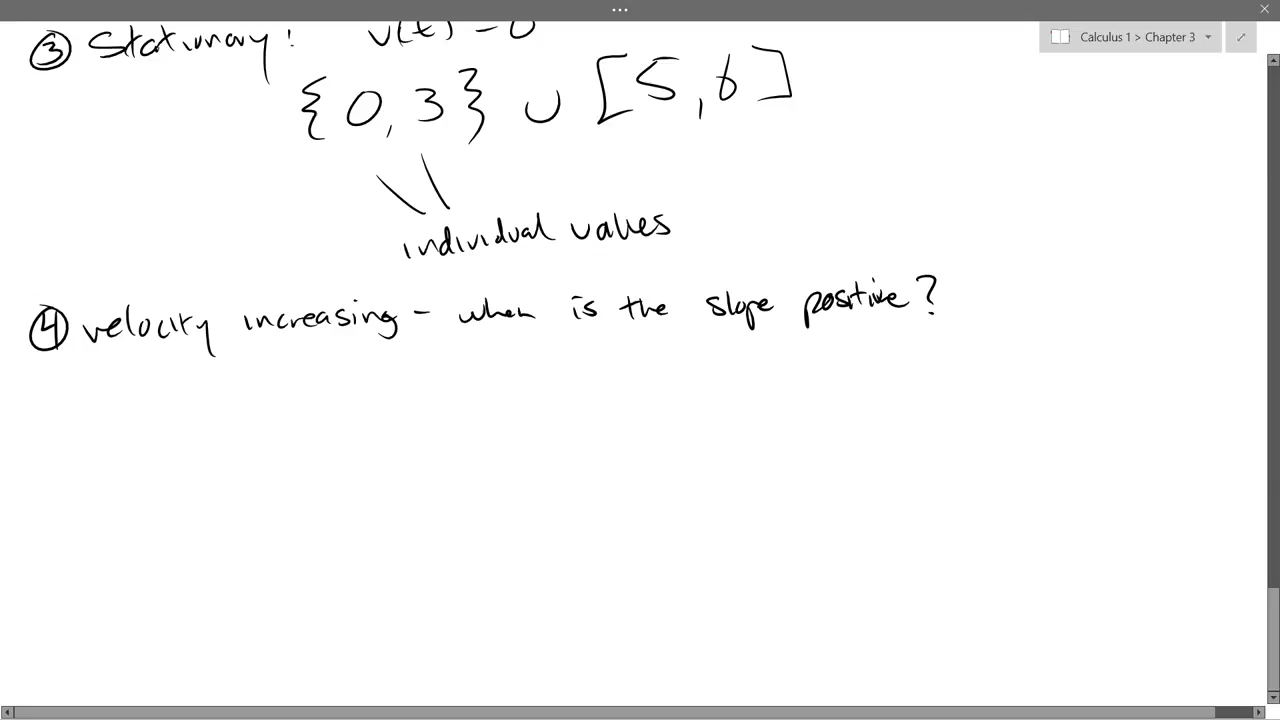 Calculus 1 > Chapter 3
③ Stationary: v(t) = 0
{0,3} ∪ [5,6]
individual values
④ velocity increasing - when is the slope positive?